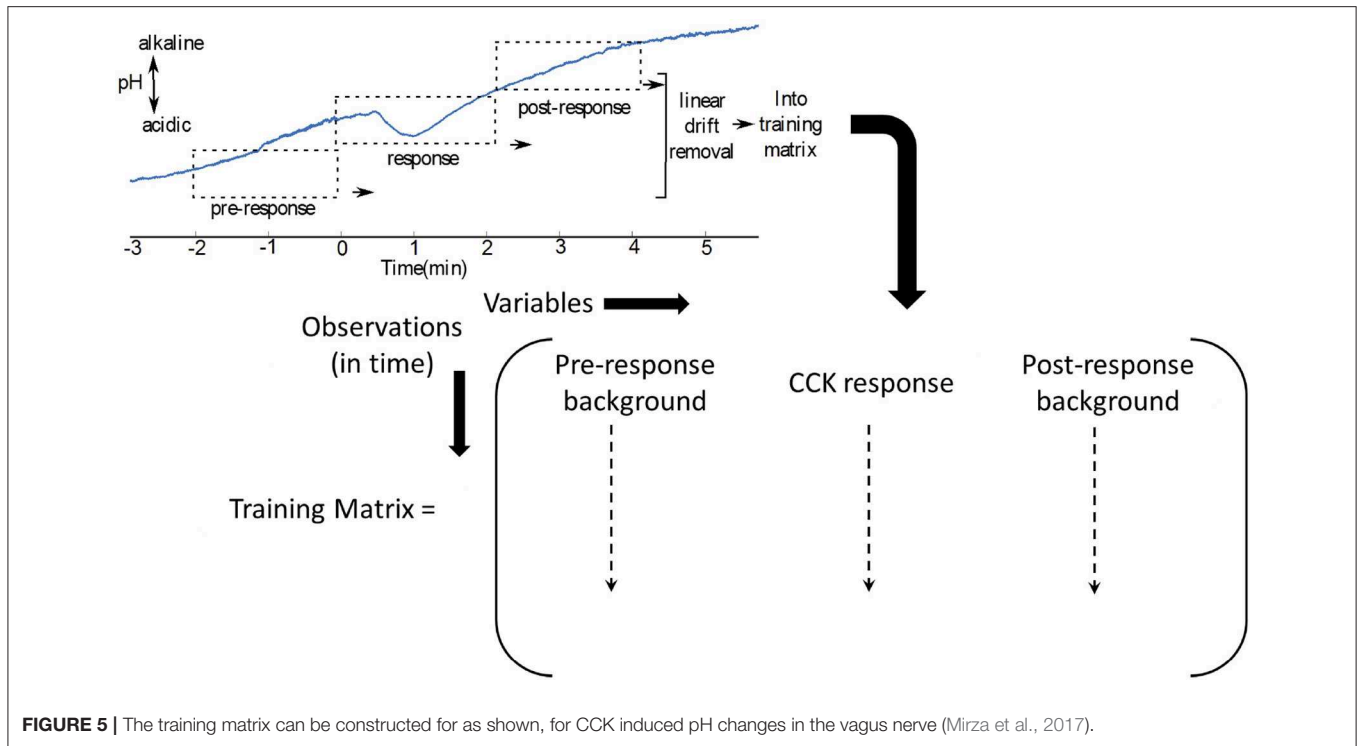 alkaline
pH
acidic
pre-response
response
post-response
linear
drift
removal
Into
training
matrix
-3 -2 -1 0 1 2 3 4 5
Time(min)
Variables
Observations
(in time)
Pre-response
background
CCK response
Post-response
background
Training Matrix =
FIGURE 5 | The training matrix can be constructed for as shown, for CCK induced pH changes in the vagus nerve (Mirza et al., 2017).